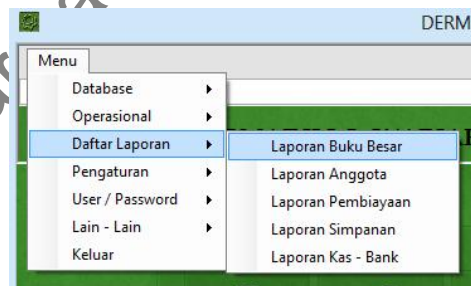 DERM
Menu
Database
Operasional
Daftar Laporan
Laporan Buku Besar
Pengaturan
Laporan Anggota
User / Password
Laporan Pembiayaan
Lain - Lain
Laporan Simpanan
Keluar
Laporan Kas - Bank